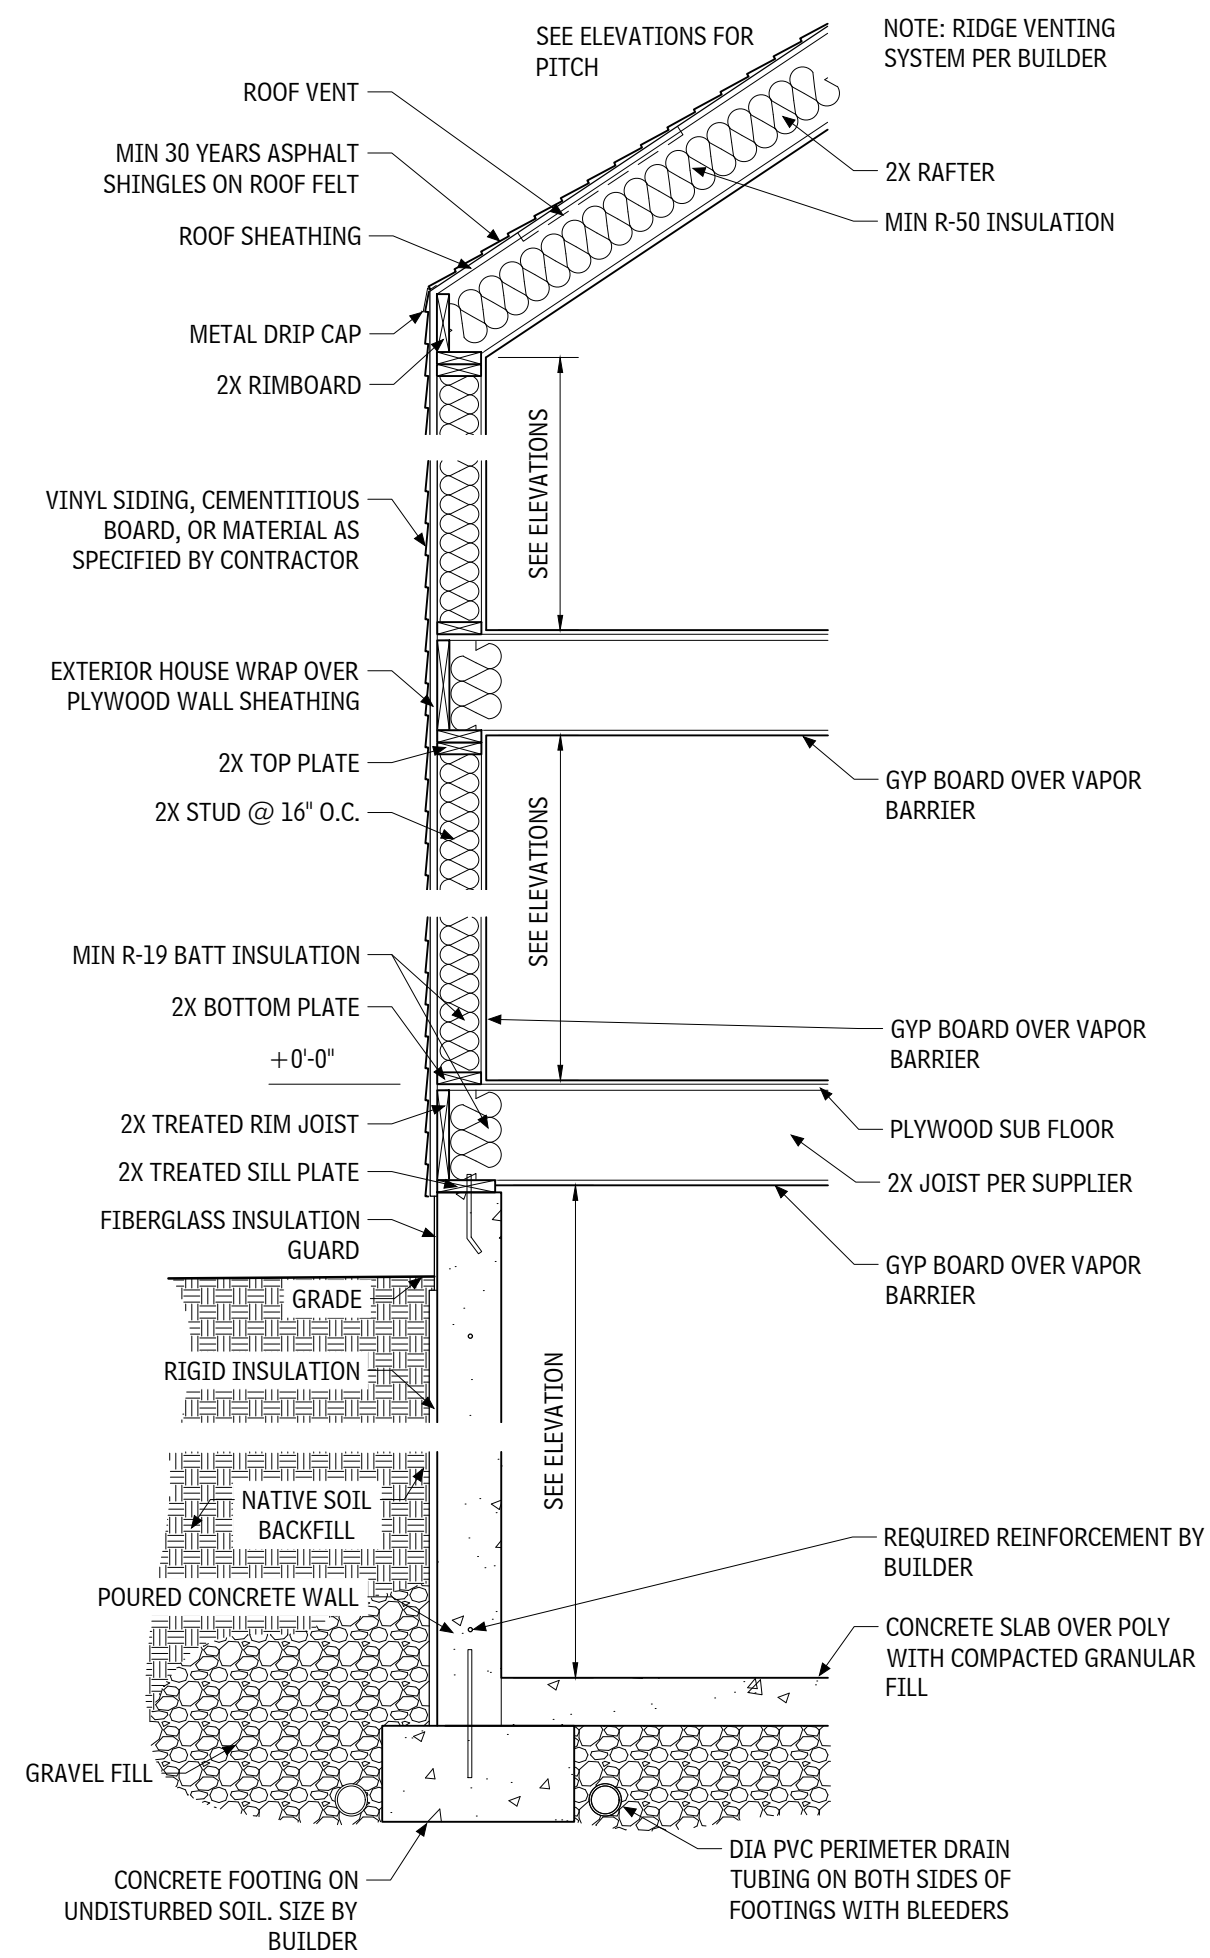 SEE ELEVATIONS FOR
PITCH
NOTE: RIDGE VENTING
SYSTEM PER BUILDER
ROOF VENT
MIN 30 YEARS ASPHALT
SHINGLES ON ROOF FELT
ROOF SHEATHING
2X RAFTER
MIN R-50 INSULATION
METAL DRIP CAP
2X RIMBOARD
SEE ELEVATIONS
VINYL SIDING, CEMENTITIOUS
BOARD, OR MATERIAL AS
SPECIFIED BY CONTRACTOR
EXTERIOR HOUSE WRAP OVER
PLYWOOD WALL SHEATHING
2X TOP PLATE
2X STUD @ 16" O.C.
GYP BOARD OVER VAPOR
BARRIER
SEE ELEVATIONS
MIN R-19 BATT INSULATION
2X BOTTOM PLATE
+0'-0"
GYP BOARD OVER VAPOR
BARRIER
2X TREATED RIM JOIST
PLYWOOD SUB FLOOR
2X TREATED SILL PLATE
2X JOIST PER SUPPLIER
FIBERGLASS INSULATION
GUARD
GYP BOARD OVER VAPOR
BARRIER
GRADE
RIGID INSULATION
SEE ELEVATION
NATIVE SOIL
BACKFILL
REQUIRED REINFORCEMENT BY
BUILDER
POURED CONCRETE WALL
CONCRETE SLAB OVER POLY
WITH COMPACTED GRANULAR
FILL
GRAVEL FILL
DIA PVC PERIMETER DRAIN
TUBING ON BOTH SIDES OF
FOOTINGS WITH BLEEDERS
CONCRETE FOOTING ON
UNDISTURBED SOIL. SIZE BY
BUILDER